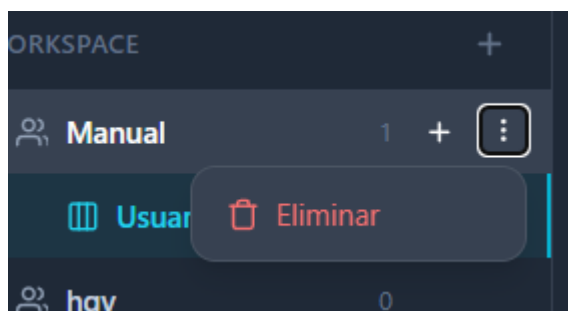 ORKSPACE +
Manual 1 +
Usuar
Eliminar
hgv 0